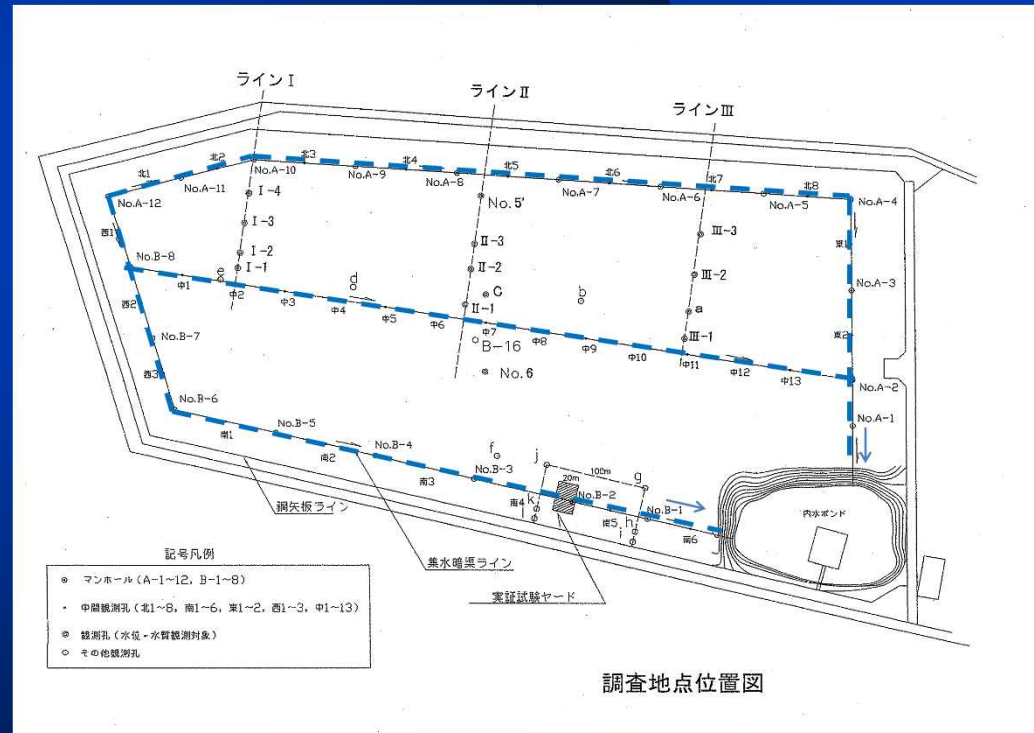 ライン I
ライン II
ライン III
北1
北2
北3
北4
北5
北6
北7
北8
No.A-12
No.A-11
No.A-10
No.A-9
No.A-8
No.A-7
No.A-6
No.A-5
No.A-4
I-4
I-3
I-2
I-1
No.5'
II-3
II-2
II-1
III-3
III-2
a
III-1
西1
No.B-8
中1
e
中2
中3
d
中4
中5
中6
C
中7
b
中8
中9
中10
中11
中12
中13
東1
No.A-3
東2
No.A-2
No.A-1
西2
No.B-7
西3
No.B-6
B-16
No.6
南1
No.B-5
南2
No.B-4
南3
f
No.B-3
j
100m
g
20m
k
南4
l
No.B-2
南5
h
i
No.B-1
南6
内水ポンド
鋼矢板ライン
集水暗渠ライン
実証試験ヤード
記号凡例
マンホール (A-1~12, B-1~8)
中間観測孔 (北1~8, 南1~6, 東1~2, 西1~3, 中1~13)
観測孔 (水位・水質観測対象)
その他観測孔
調査地点位置図